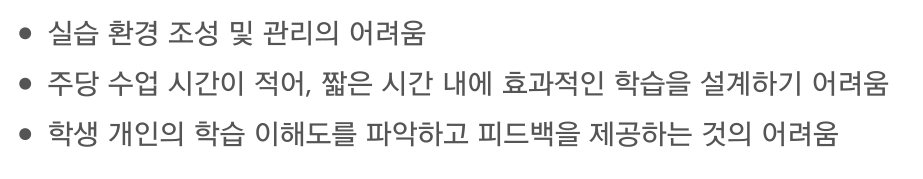 • 실습 환경 조성 및 관리의 어려움
• 주당 수업 시간이 적어, 짧은 시간 내에 효과적인 학습을 설계하기 어려움
• 학생 개인의 학습 이해도를 파악하고 피드백을 제공하는 것의 어려움